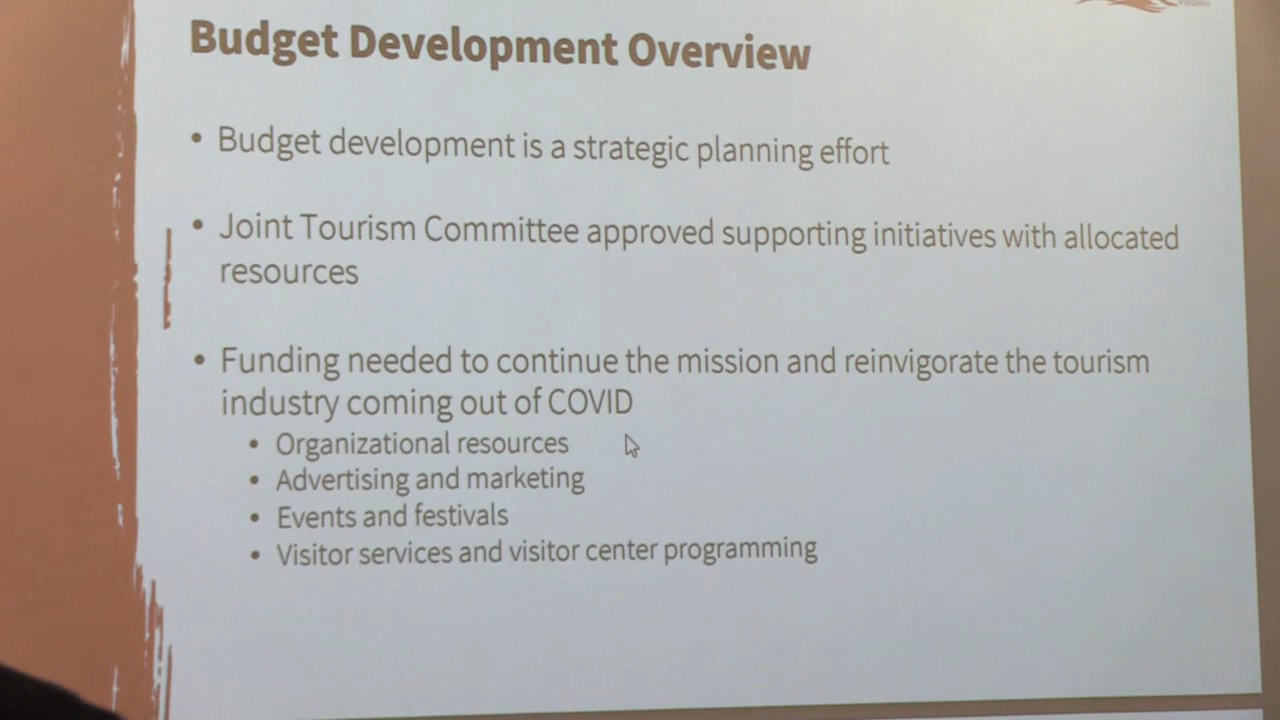 Budget Development Overview
• Budget development is a strategic planning effort
• Joint Tourism Committee approved supporting initiatives with allocated
resources
• Funding needed to continue the mission and reinvigorate the tourism
industry coming out of COVID
• Organizational resources
• Advertising and marketing
• Events and festivals
• Visitor services and visitor center programming